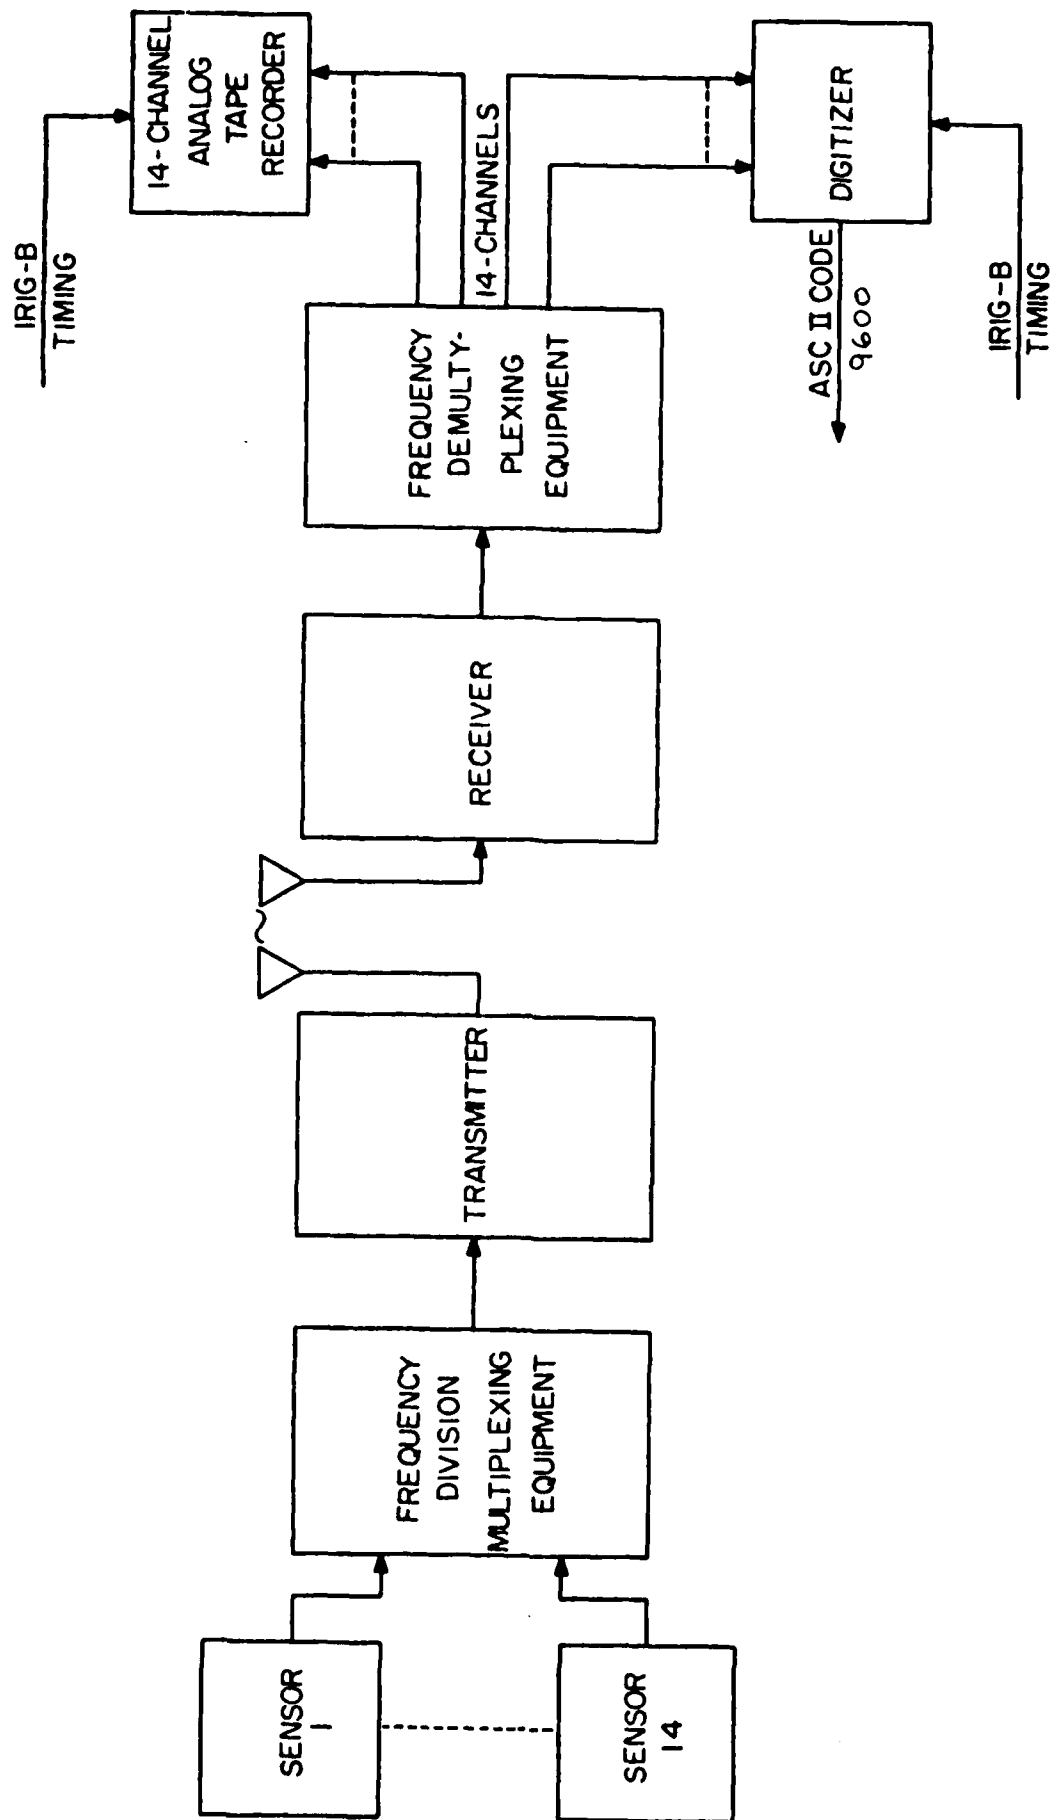 SENSOR
1
SENSOR
14
FREQUENCY
DIVISION
MULTIPLEXING
EQUIPMENT
TRANSMITTER
~
RECEIVER
FREQUENCY
DEMULTY-
PLEXING
EQUIPMENT
14-CHANNELS
IRIG-B
TIMING
14-CHANNEL
ANALOG
TAPE
RECORDER
DIGITIZER
ASC II CODE
9600
IRIG-B
TIMING